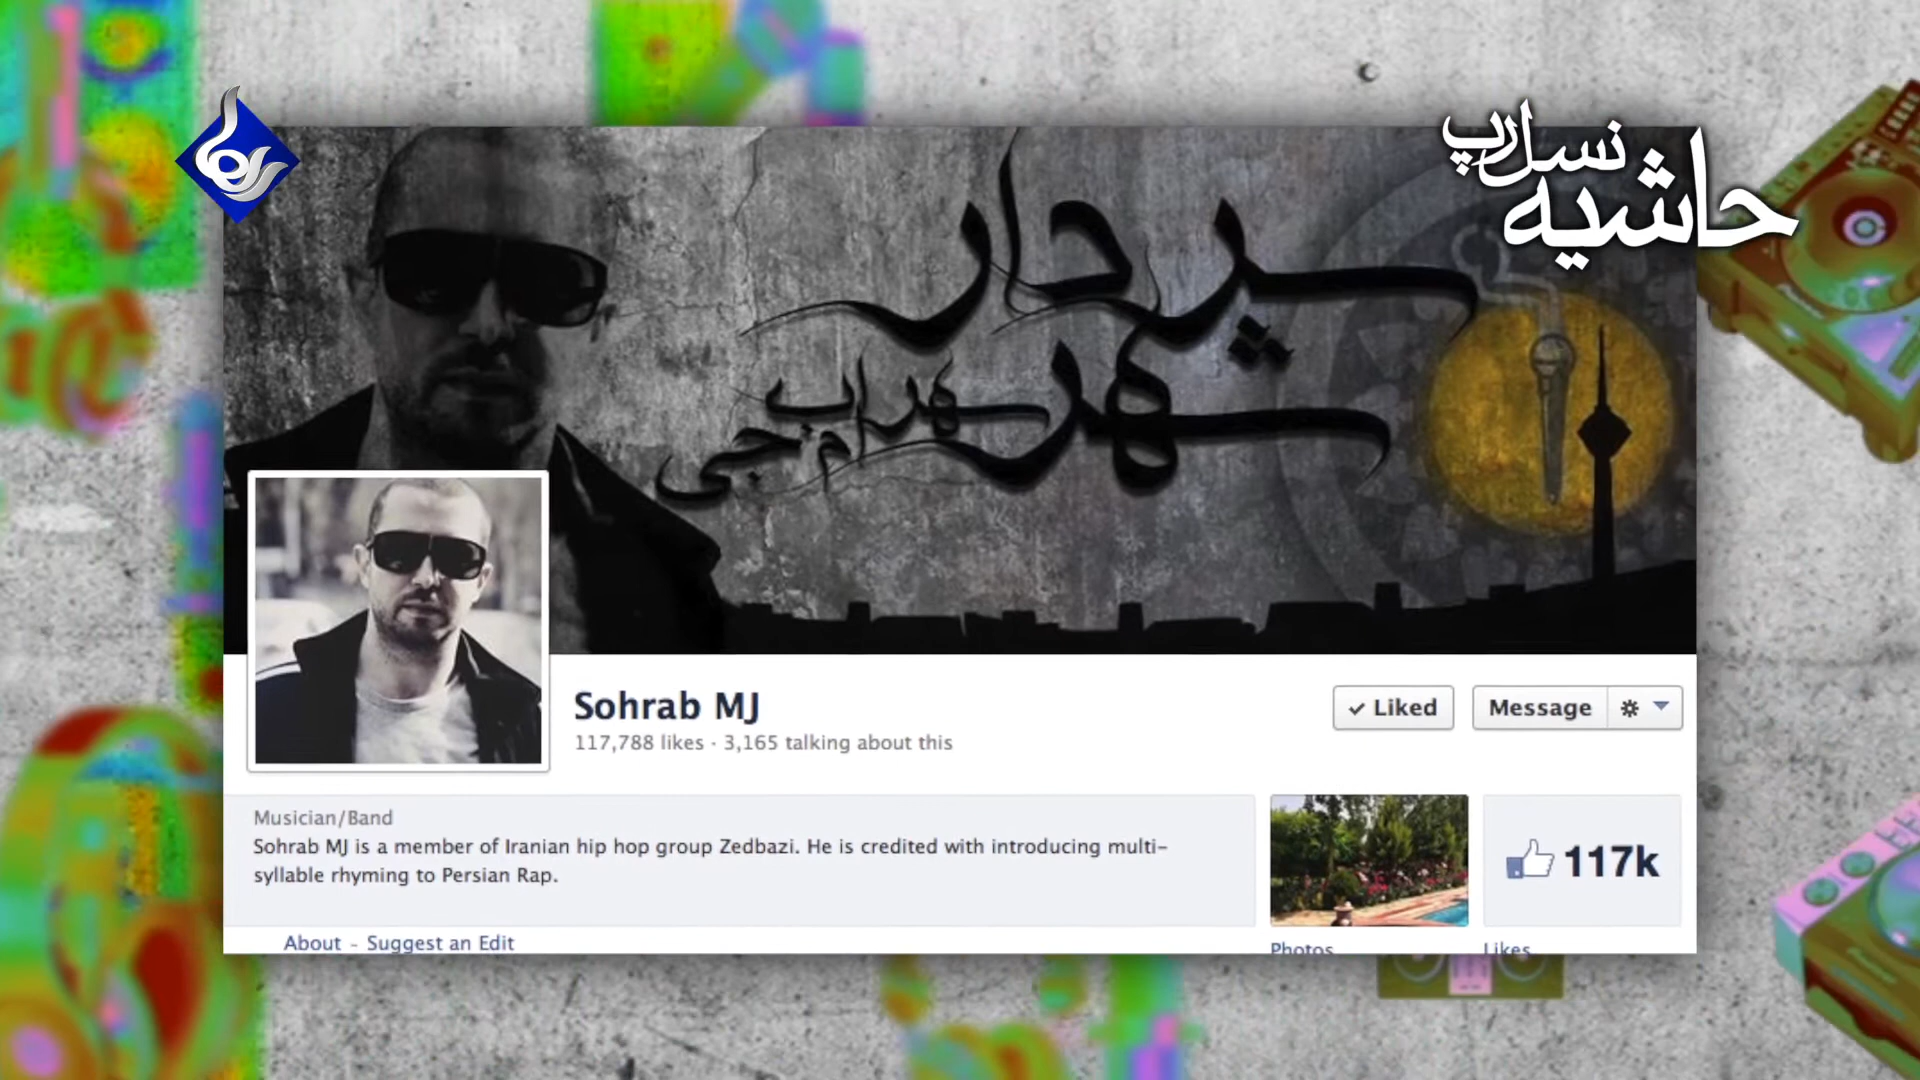 نسل رپ
حاشیه
سردار
شهر
سهراب
ام جی
Sohrab MJ
117,788 likes · 3,165 talking about this
Liked
Message
Musician/Band
Sohrab MJ is a member of Iranian hip hop group Zedbazi. He is credited with introducing multi-
syllable rhyming to Persian Rap.
117k
About - Suggest an Edit
Photos
Likes